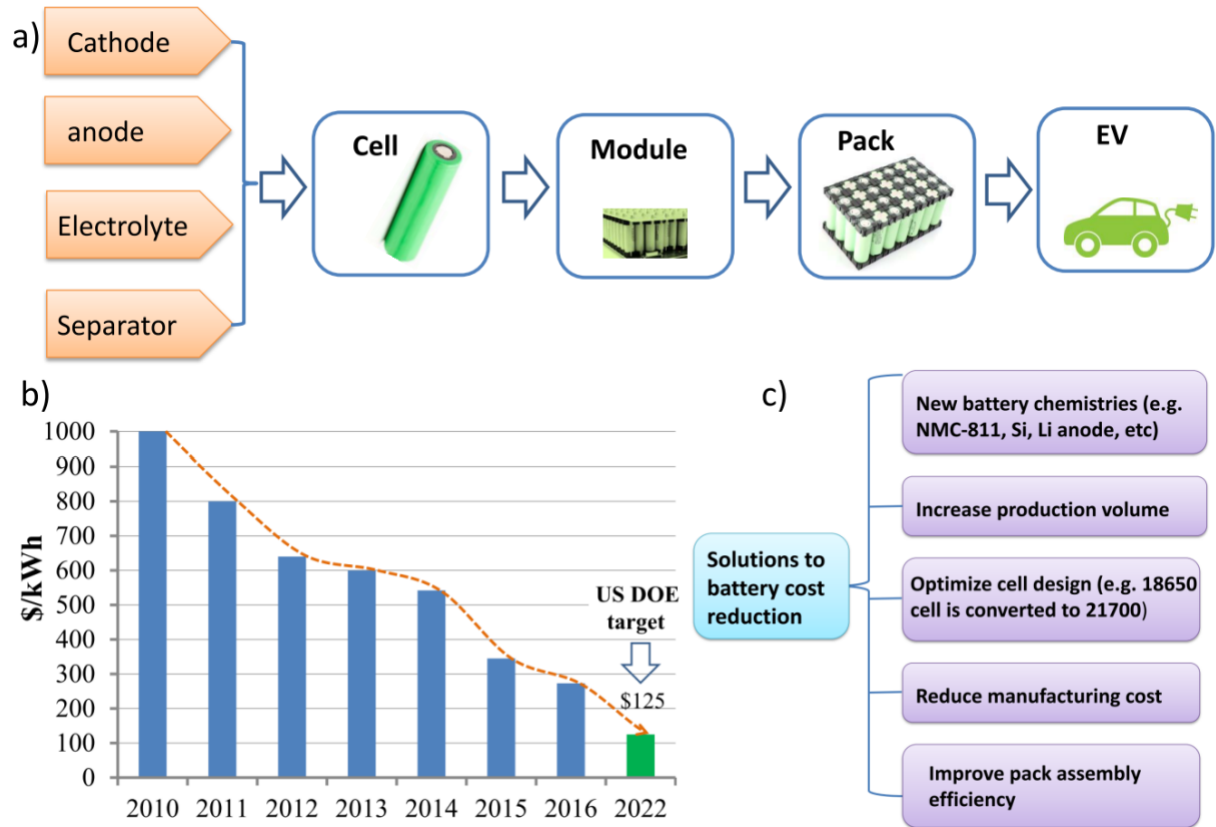 a)
Cathode
anode
Electrolyte
Separator
Cell
Module
Pack
EV
b)
$/kWh
1000
900
800
700
600
500
400
300
200
100
0
2010 2011 2012 2013 2014 2015 2016 2022
US DOE
target
$125
c)
Solutions to
battery cost
reduction
New battery chemistries (e.g.
NMC-811, Si, Li anode, etc)
Increase production volume
Optimize cell design (e.g. 18650
cell is converted to 21700)
Reduce manufacturing cost
Improve pack assembly
efficiency